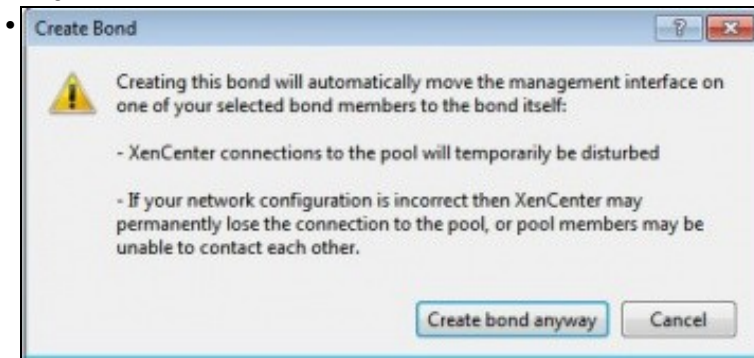 Create Bond
Creating this bond will automatically move the management interface on
one of your selected bond members to the bond itself:
- XenCenter connections to the pool will temporarily be disturbed
- If your network configuration is incorrect then XenCenter may
permanently lose the connection to the pool, or pool members may be
unable to contact each other.
Create bond anyway Cancel